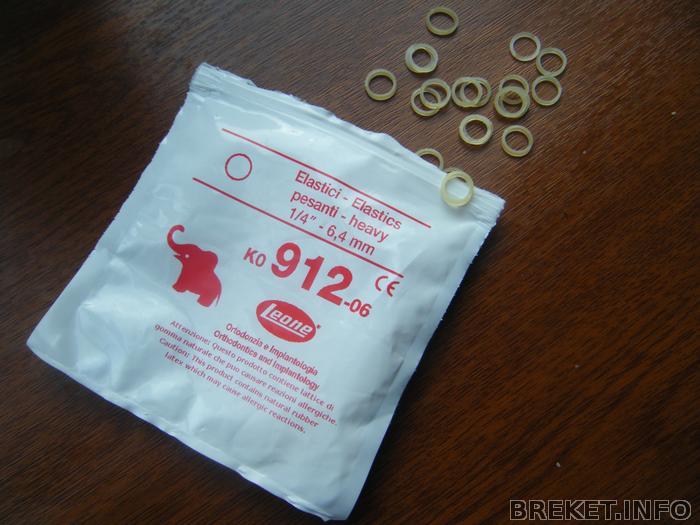 Elastici - Elastics
pesanti - heavy
1/4" - 6,4 mm
K0 912-06 CE
Leone®
Ortodonzia e Implantologia
Orthodontics and Implantology
Attenzione: Questo prodotto contiene lattice di
gomma naturale che può causare reazioni allergiche.
Caution: This product contains natural rubber
latex which may cause allergic reactions.
BREKET.INFO